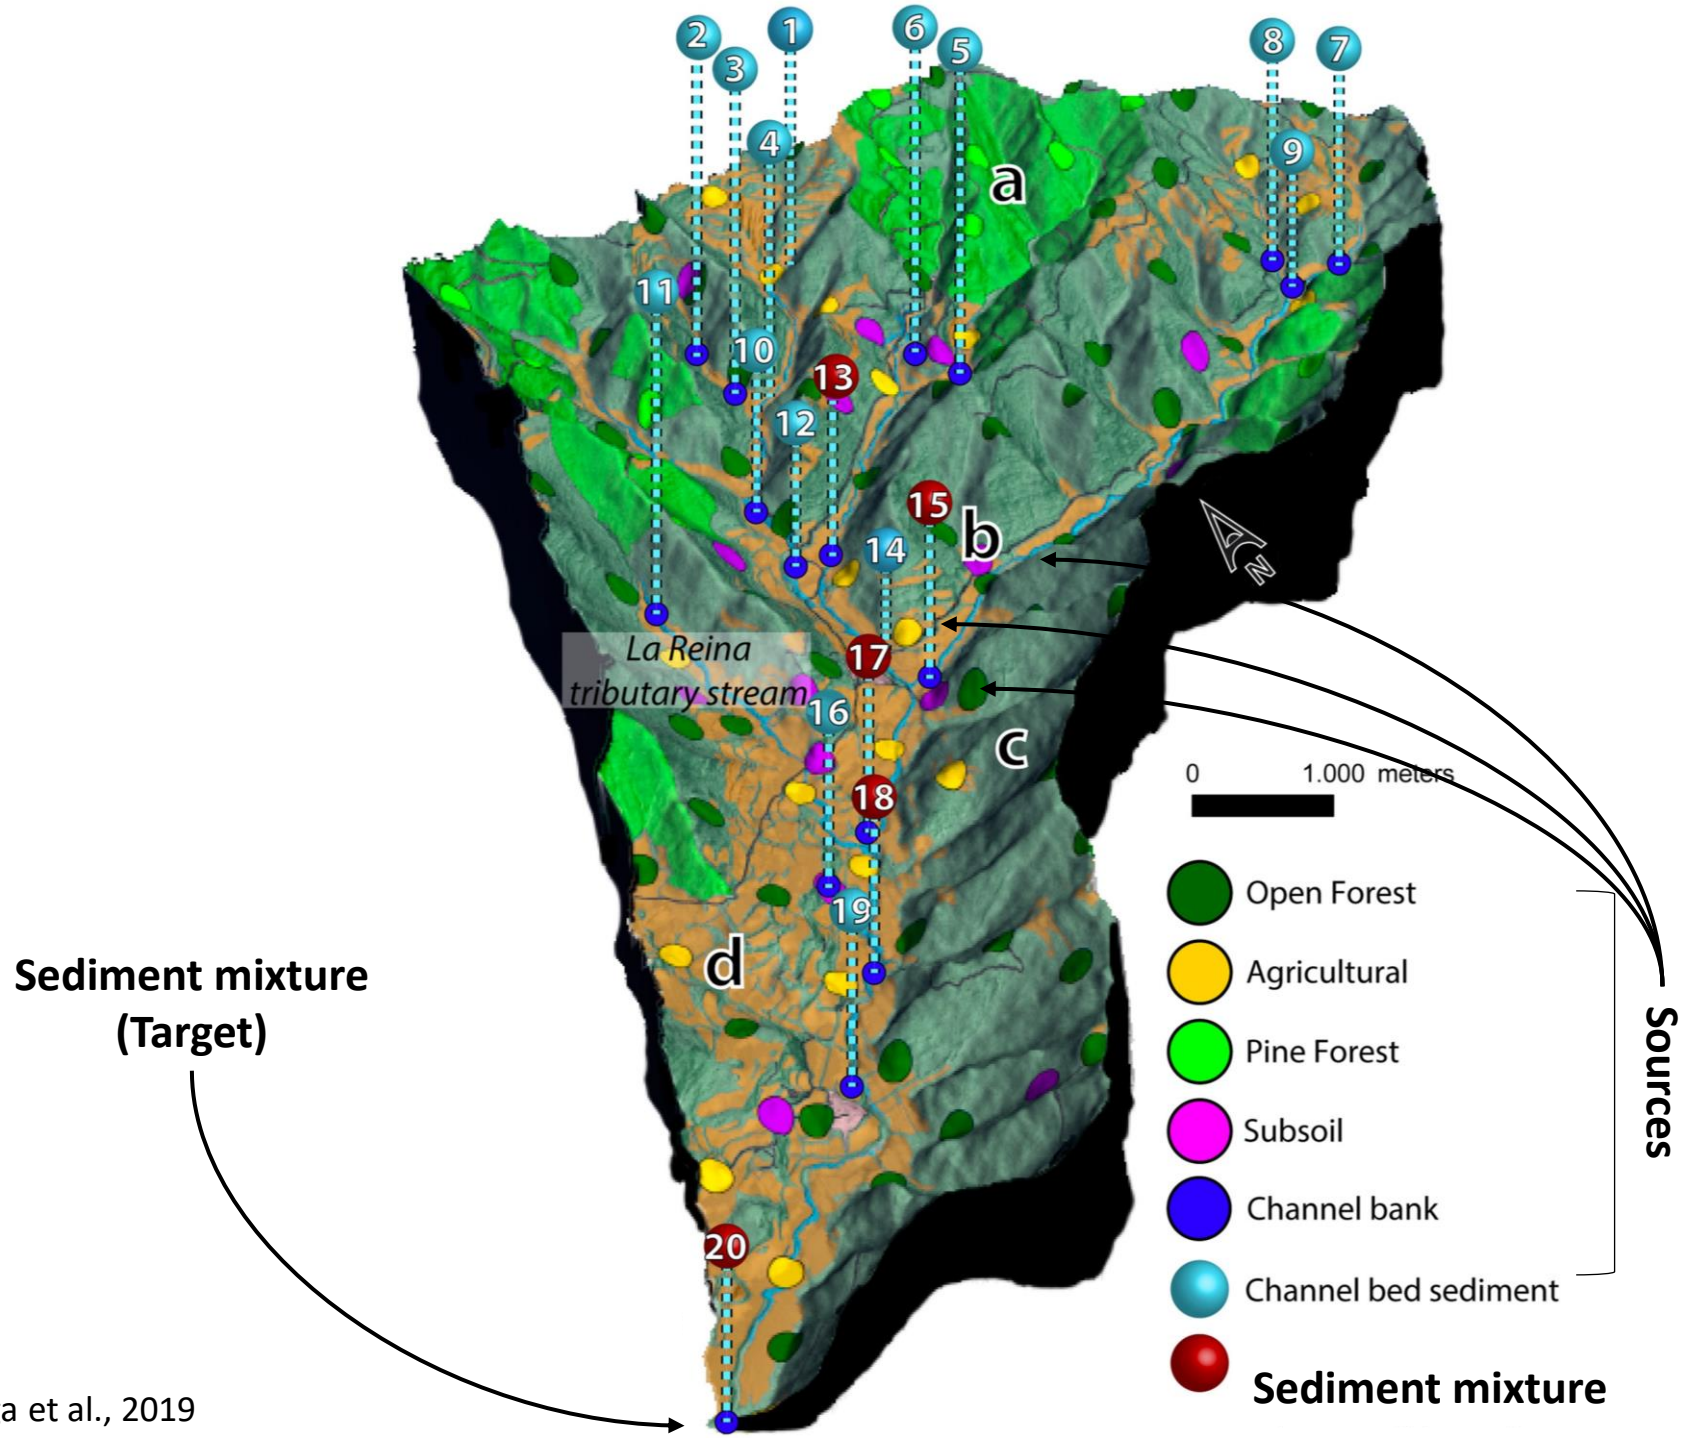 2
1
6
5
8
7
3
4
9
a
11
10
13
12
15
b
14
N
La Reina
tributary stream
17
16
c
18
0 1.000 meters
19
d
Sediment mixture
(Target)
Open Forest
Agricultural
Pine Forest
Subsoil
Channel bank
Channel bed sediment
Sediment mixture
Sources
20
a et al., 2019